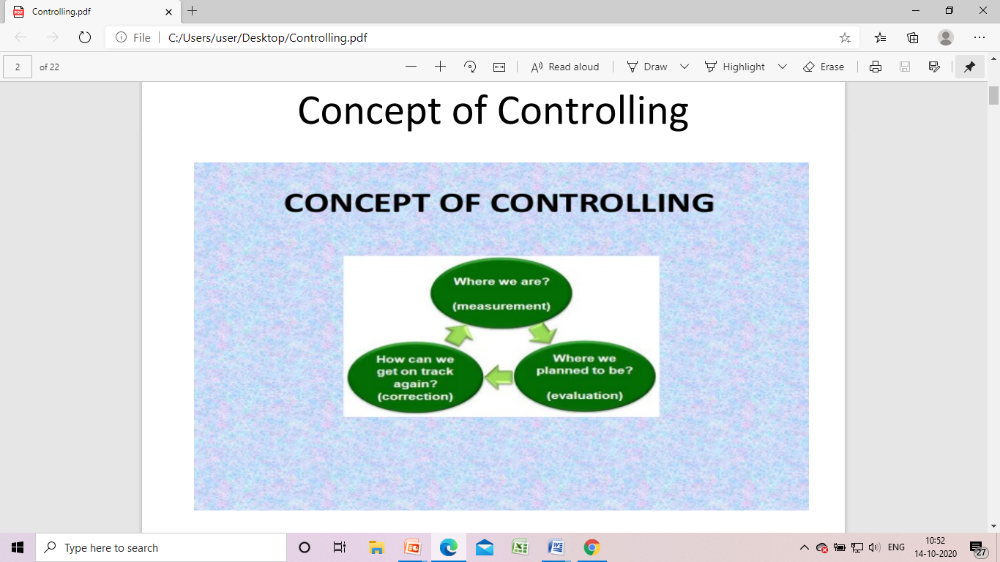 Controlling.pdf
File
C:/Users/user/Desktop/Controlling.pdf
2 of 22
Read aloud
Draw
Highlight
Erase
Concept of Controlling
CONCEPT OF CONTROLLING
Where we are?
(measurement)
Where we
planned to be?
(evaluation)
How can we
get on track
again?
(correction)
Type here to search
ENG
10:52
14-10-2020
27